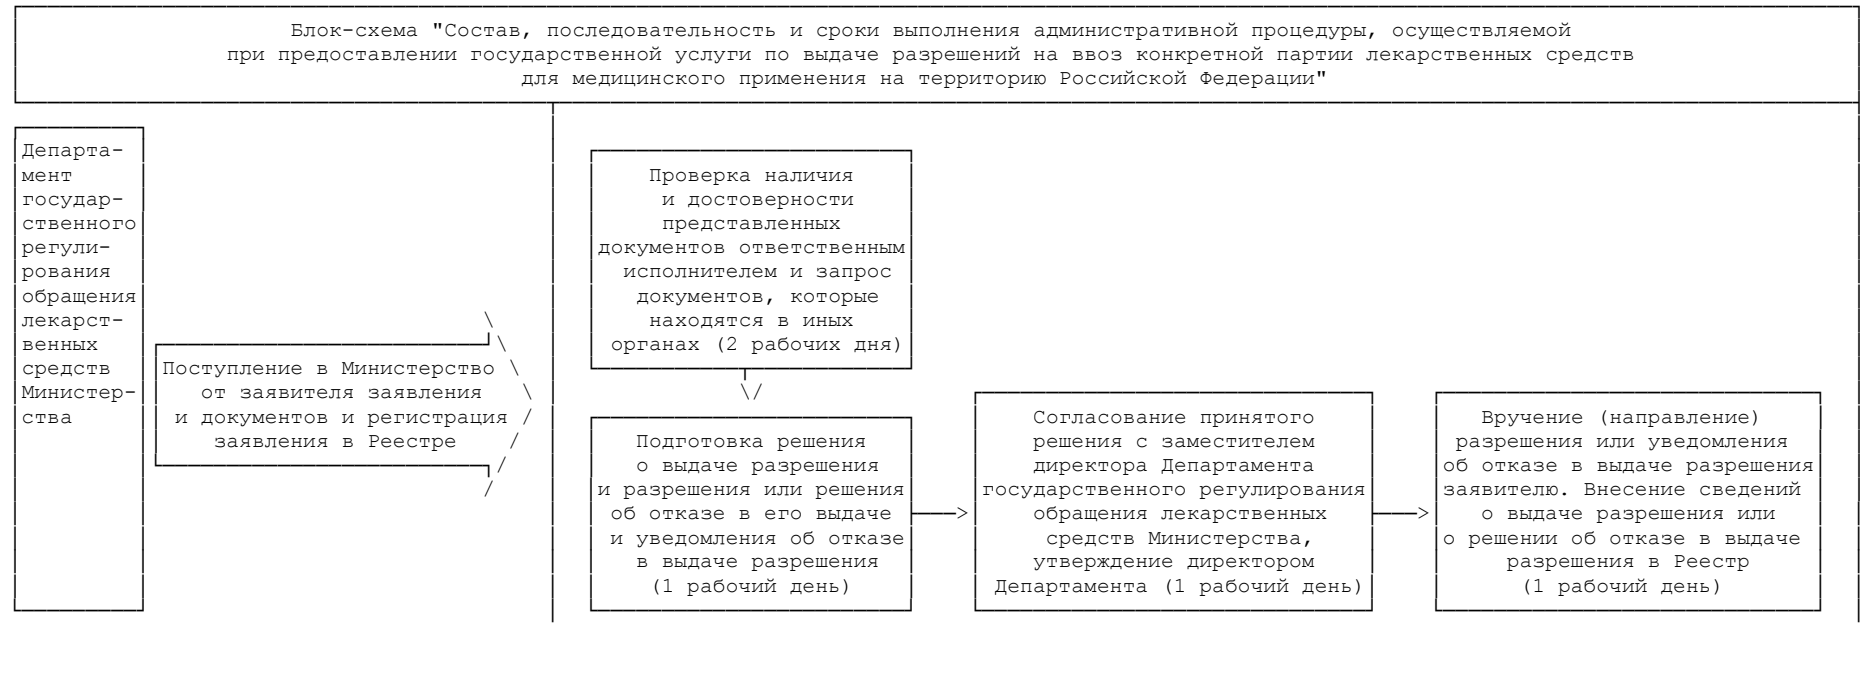 Блок-схема "Состав, последовательность и сроки выполнения административной процедуры, осуществляемой
при предоставлении государственной услуги по выдаче разрешений на ввоз конкретной партии лекарственных средств
для медицинского применения на территорию Российской Федерации"
Департа-
мент
государ-
ственного
регули-
рования
обращения
лекарст-
венных
средств
Министер-
ства
Поступление в Министерство
от заявителя заявления
и документов и регистрация
заявления в Реестре
Проверка наличия
и достоверности
представленных
документов ответственным
исполнителем и запрос
документов, которые
находятся в иных
органах (2 рабочих дня)
Подготовка решения
о выдаче разрешения
и разрешения или решения
об отказе в его выдаче
и уведомления об отказе
в выдаче разрешения
(1 рабочий день)
Согласование принятого
решения с заместителем
директора Департамента
государственного регулирования
обращения лекарственных
средств Министерства,
утверждение директором
Департамента (1 рабочий день)
Вручение (направление)
разрешения или уведомления
об отказе в выдаче разрешения
заявителю. Внесение сведений
о выдаче разрешения или
о решении об отказе в выдаче
разрешения в Реестр
(1 рабочий день)